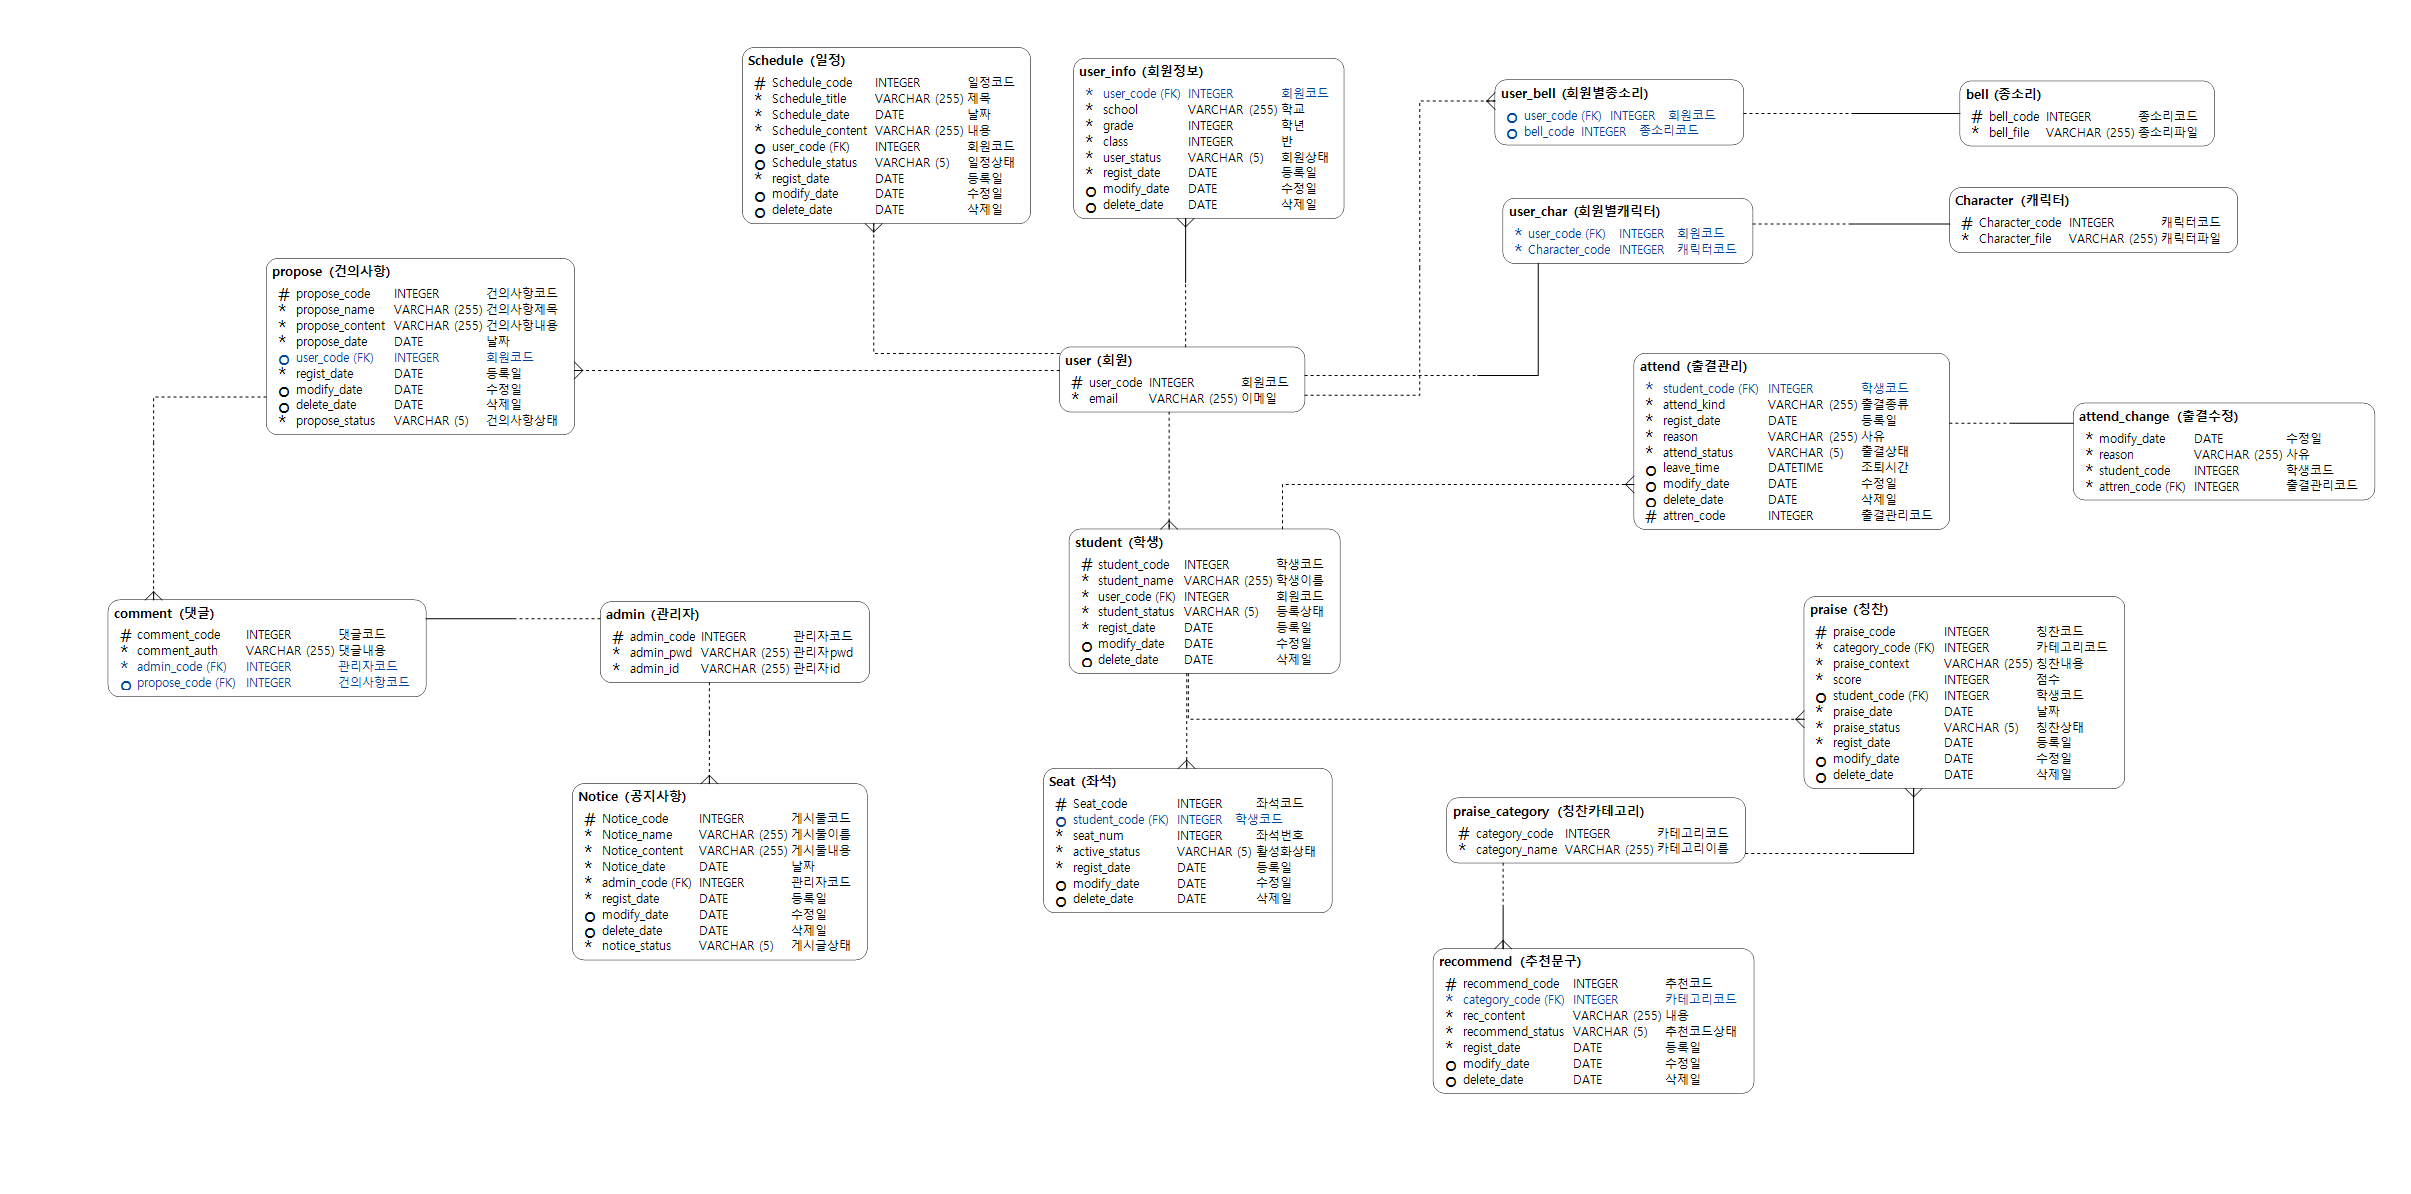 Schedule (일정)
# Schedule_code INTEGER 일정코드
* Schedule_title VARCHAR (255) 제목
* Schedule_date DATE 날짜
* Schedule_content VARCHAR (255) 내용
o user_code (FK) INTEGER 회원코드
o Schedule_status VARCHAR (5) 일정상태
* regist_date DATE 등록일
o modify_date DATE 수정일
o delete_date DATE 삭제일
user_info (회원정보)
* user_code (FK) INTEGER 회원코드
* school VARCHAR (255) 학교
* grade INTEGER 학년
* class INTEGER 반
* user_status VARCHAR (5) 회원상태
* regist_date DATE 등록일
o modify_date DATE 수정일
o delete_date DATE 삭제일
user_bell (회원별종소리)
o user_code (FK) INTEGER 회원코드
o bell_code INTEGER 종소리코드
bell (종소리)
# bell_code INTEGER 종소리코드
* bell_file VARCHAR (255) 종소리파일
user_char (회원별캐릭터)
* user_code (FK) INTEGER 회원코드
* Character_code INTEGER 캐릭터코드
Character (캐릭터)
# Character_code INTEGER 캐릭터코드
* Character_file VARCHAR (255) 캐릭터파일
propose (건의사항)
# propose_code INTEGER 건의사항코드
* propose_name VARCHAR (255) 건의사항제목
* propose_content VARCHAR (255) 건의사항내용
* propose_date DATE 날짜
o user_code (FK) INTEGER 회원코드
* regist_date DATE 등록일
o modify_date DATE 수정일
o delete_date DATE 삭제일
* propose_status VARCHAR (5) 건의사항상태
user (회원)
# user_code INTEGER 회원코드
* email VARCHAR (255) 이메일
attend (출결관리)
* student_code (FK) INTEGER 학생코드
* attend_kind VARCHAR (255) 출결종류
* regist_date DATE 등록일
* reason VARCHAR (255) 사유
* attend_status VARCHAR (5) 출결상태
o leave_time DATETIME 조퇴시간
o modify_date DATE 수정일
o delete_date DATE 삭제일
# attren_code INTEGER 출결관리코드
attend_change (출결수정)
* modify_date DATE 수정일
* reason VARCHAR (255) 사유
* student_code INTEGER 학생코드
* attren_code (FK) INTEGER 출결관리코드
student (학생)
# student_code INTEGER 학생코드
* student_name VARCHAR (255) 학생이름
* user_code (FK) INTEGER 회원코드
* student_status VARCHAR (5) 등록상태
* regist_date DATE 등록일
o modify_date DATE 수정일
o delete_date DATE 삭제일
comment (댓글)
# comment_code INTEGER 댓글코드
* comment_auth VARCHAR (255) 댓글내용
* admin_code (FK) INTEGER 관리자코드
o propose_code (FK) INTEGER 건의사항코드
admin (관리자)
# admin_code INTEGER 관리자코드
* admin_pwd VARCHAR (255) 관리자pwd
* admin_id VARCHAR (255) 관리자id
praise (칭찬)
# praise_code INTEGER 칭찬코드
* category_code (FK) INTEGER 카테고리코드
* praise_context VARCHAR (255) 칭찬내용
* score INTEGER 점수
o student_code (FK) INTEGER 학생코드
* praise_date DATE 날짜
* praise_status VARCHAR (5) 칭찬상태
* regist_date DATE 등록일
o modify_date DATE 수정일
o delete_date DATE 삭제일
Notice (공지사항)
# Notice_code INTEGER 게시물코드
* Notice_name VARCHAR (255) 게시물이름
* Notice_content VARCHAR (255) 게시물내용
* Notice_date DATE 날짜
* admin_code (FK) INTEGER 관리자코드
* regist_date DATE 등록일
o modify_date DATE 수정일
o delete_date DATE 삭제일
* notice_status VARCHAR (5) 게시글상태
Seat (좌석)
# Seat_code INTEGER 좌석코드
o student_code (FK) INTEGER 학생코드
* seat_num INTEGER 좌석번호
* active_status VARCHAR (5) 활성화상태
* regist_date DATE 등록일
o modify_date DATE 수정일
o delete_date DATE 삭제일
praise_category (칭찬카테고리)
# category_code INTEGER 카테고리코드
* category_name VARCHAR (255) 카테고리이름
recommend (추천문구)
# recommend_code INTEGER 추천코드
* category_code (FK) INTEGER 카테고리코드
* rec_content VARCHAR (255) 내용
* recommend_status VARCHAR (5) 추천코드상태
* regist_date DATE 등록일
o modify_date DATE 수정일
o delete_date DATE 삭제일